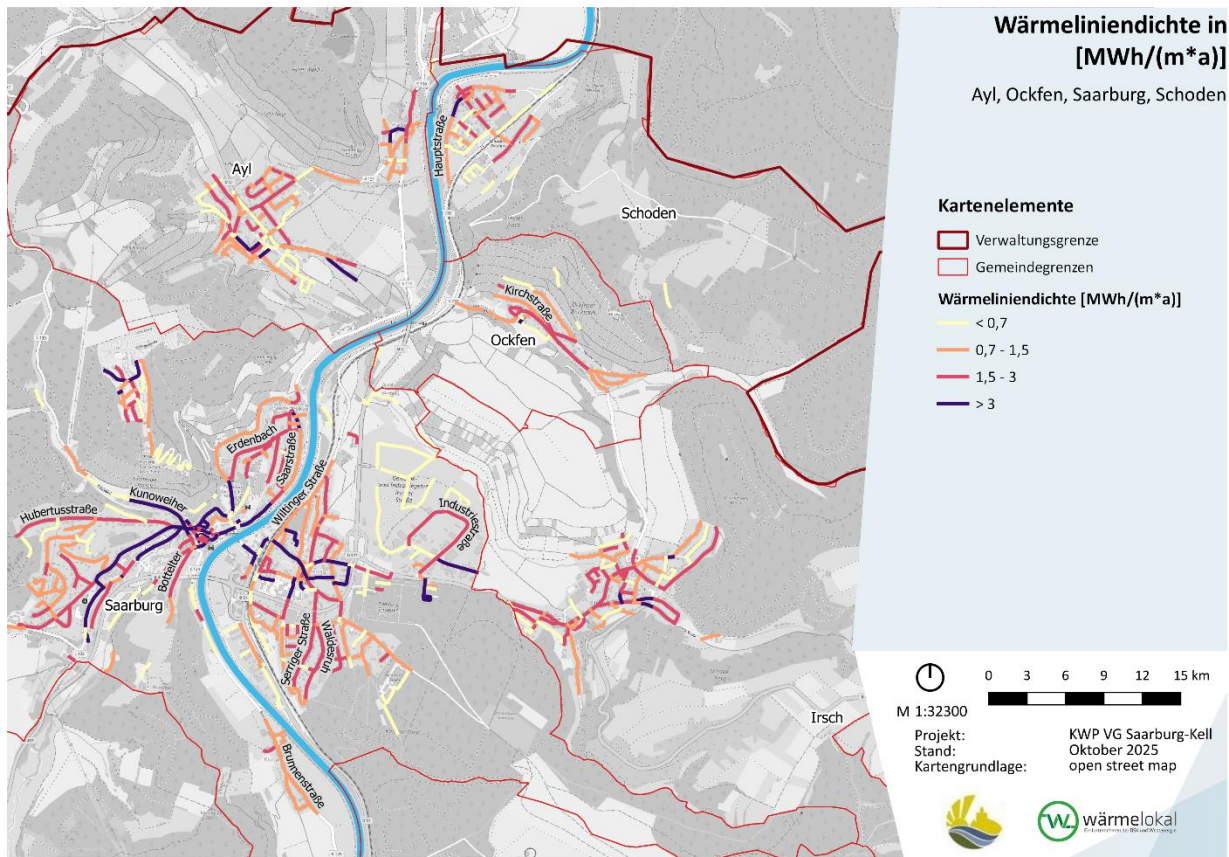 Wärmeliniendichte in
[MWh/(m*a)]
Ayl, Ockfen, Saarburg, Schoden
Kartenelemente
Verwaltungsgrenze
Gemeindegrenzen
Wärmeliniendichte [MWh/(m*a)]
< 0,7
0,7 - 1,5
1,5 - 3
> 3
Ayl
Hauptstraße
Schoden
Kirchstraße
Ockfen
Erdenbach
Saarstraße
Wiltinger Straße
Kunoweiher
Hubertusstraße
Industriestraße
Bottelter
Saarburg
Serriger Straße
Waldesruh
Brunnenstraße
Irsch
0 3 6 9 12 15 km
M 1:32300
Projekt: KWP VG Saarburg-Kell
Stand: Oktober 2025
Kartengrundlage: open street map
wärmelokal